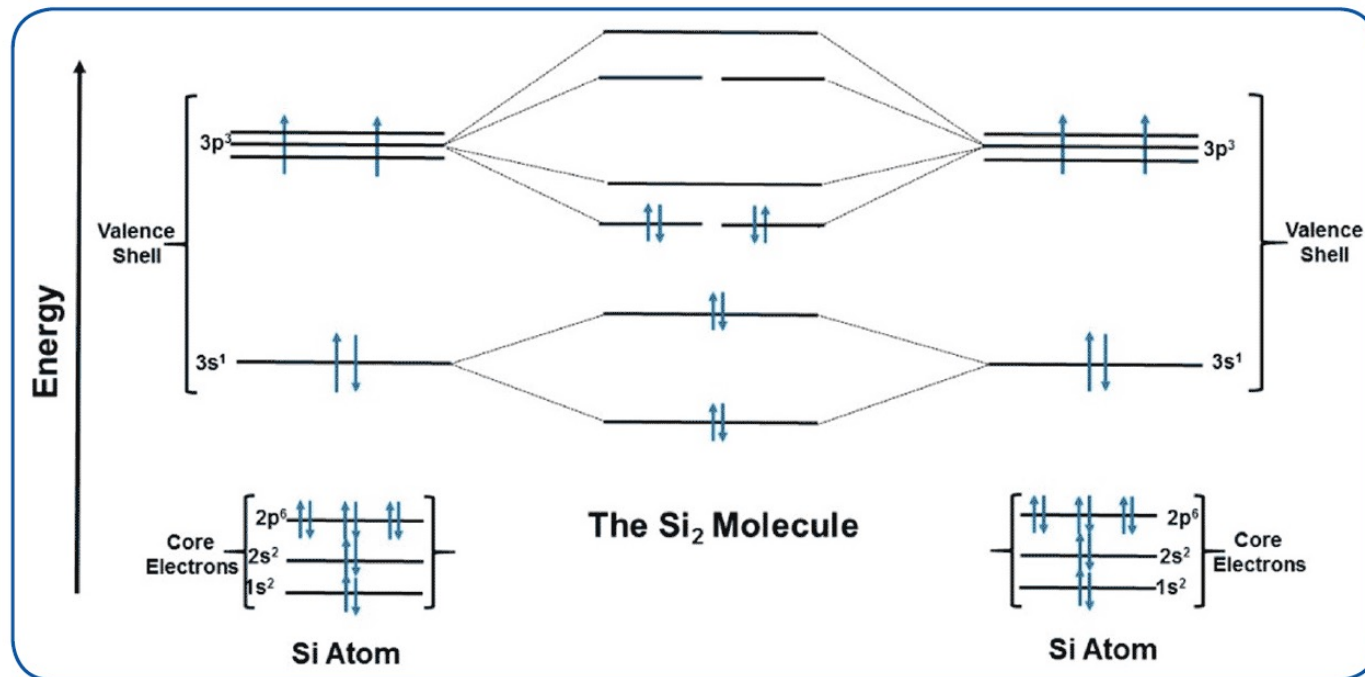 3p³
3p³
Valence
Shell
Valence
Shell
Energy
3s¹
3s¹
2p⁶
2s²
1s²
Core
Electrons
The Si₂ Molecule
2p⁶
2s²
1s²
Core
Electrons
Si Atom
Si Atom